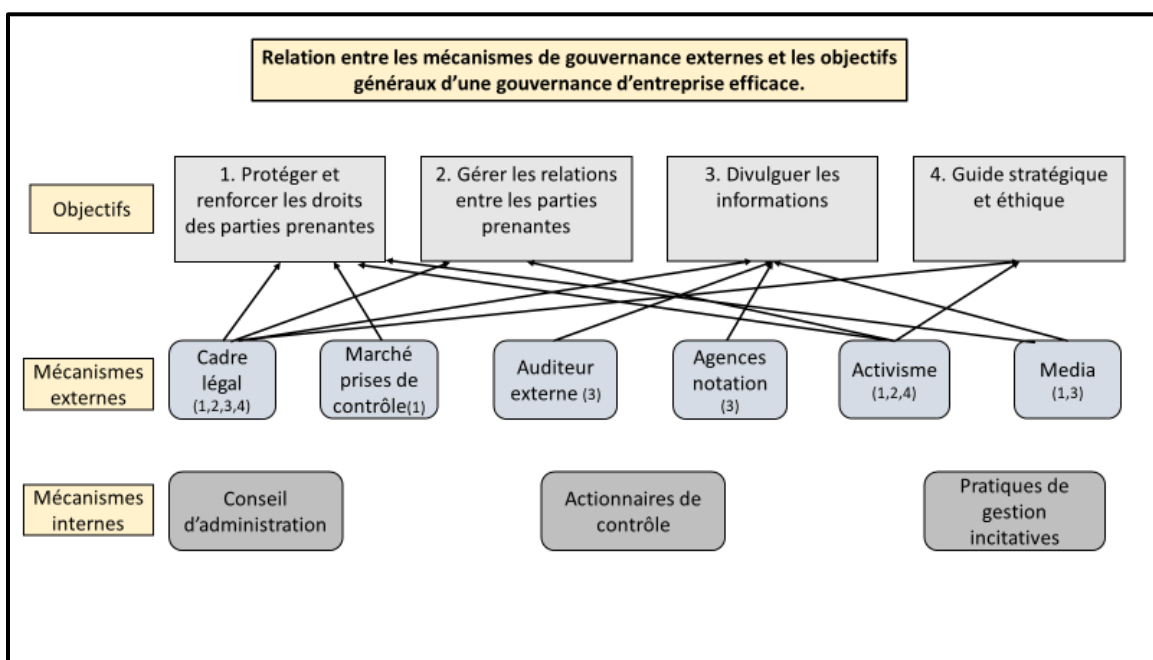 Relation entre les mécanismes de gouvernance externes et les objectifs
généraux d'une gouvernance d'entreprise efficace.
Objectifs
1. Protéger et
renforcer les droits
des parties prenantes
2. Gérer les relations
entre les parties
prenantes
3. Divulguer les
informations
4. Guide stratégique
et éthique
Mécanismes
externes
Cadre
légal
(1,2,3,4)
Marché
prises de
contrôle(1)
Auditeur
externe (3)
Agences
notation
(3)
Activisme
(1,2,4)
Media
(1,3)
Mécanismes
internes
Conseil
d'administration
Actionnaires de
contrôle
Pratiques de
gestion
incitatives